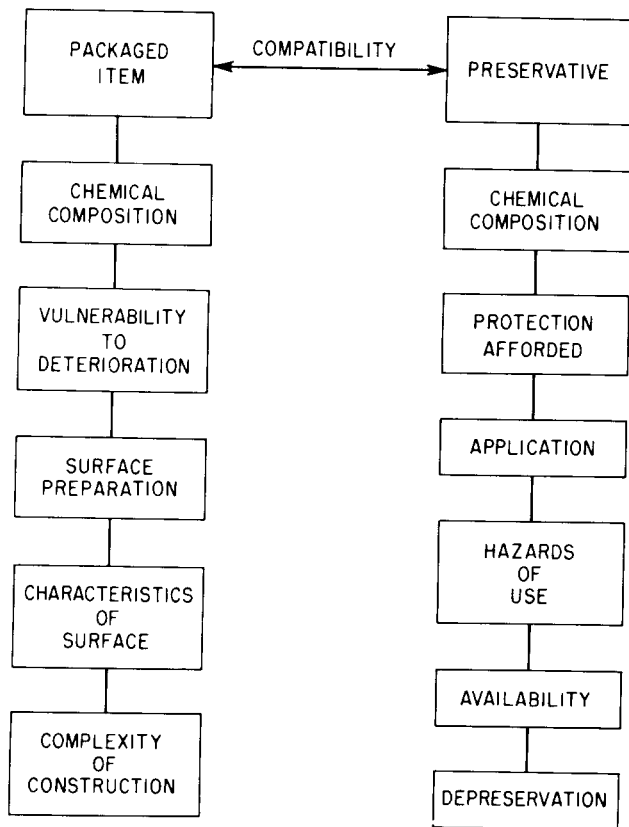 PACKAGED
ITEM
COMPATIBILITY
PRESERVATIVE
CHEMICAL
COMPOSITION
VULNERABILITY
TO
DETERIORATION
SURFACE
PREPARATION
CHARACTERISTICS
OF
SURFACE
COMPLEXITY
OF
CONSTRUCTION
CHEMICAL
COMPOSITION
PROTECTION
AFFORDED
APPLICATION
HAZARDS
OF
USE
AVAILABILITY
DEPRESERVATION